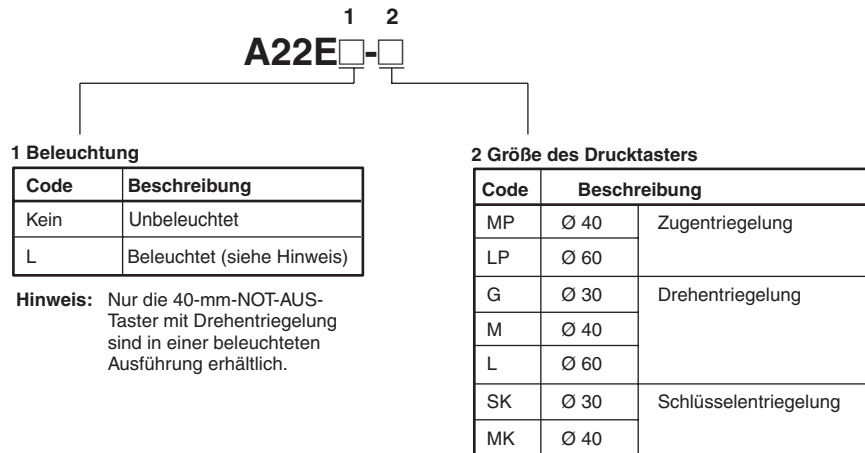 1 2
A22E□-□
1 Beleuchtung
Code Beschreibung
Kein Unbeleuchtet
L Beleuchtet (siehe Hinweis)
Hinweis: Nur die 40-mm-NOT-AUS-
Taster mit Drehentriegelung
sind in einer beleuchteten
Ausführung erhältlich.
2 Größe des Drucktasters
Code Beschreibung
MP Ø 40 Zugentriegelung
LP Ø 60
G Ø 30 Drehentriegelung
M Ø 40
L Ø 60
SK Ø 30 Schlüsselentriegelung
MK Ø 40